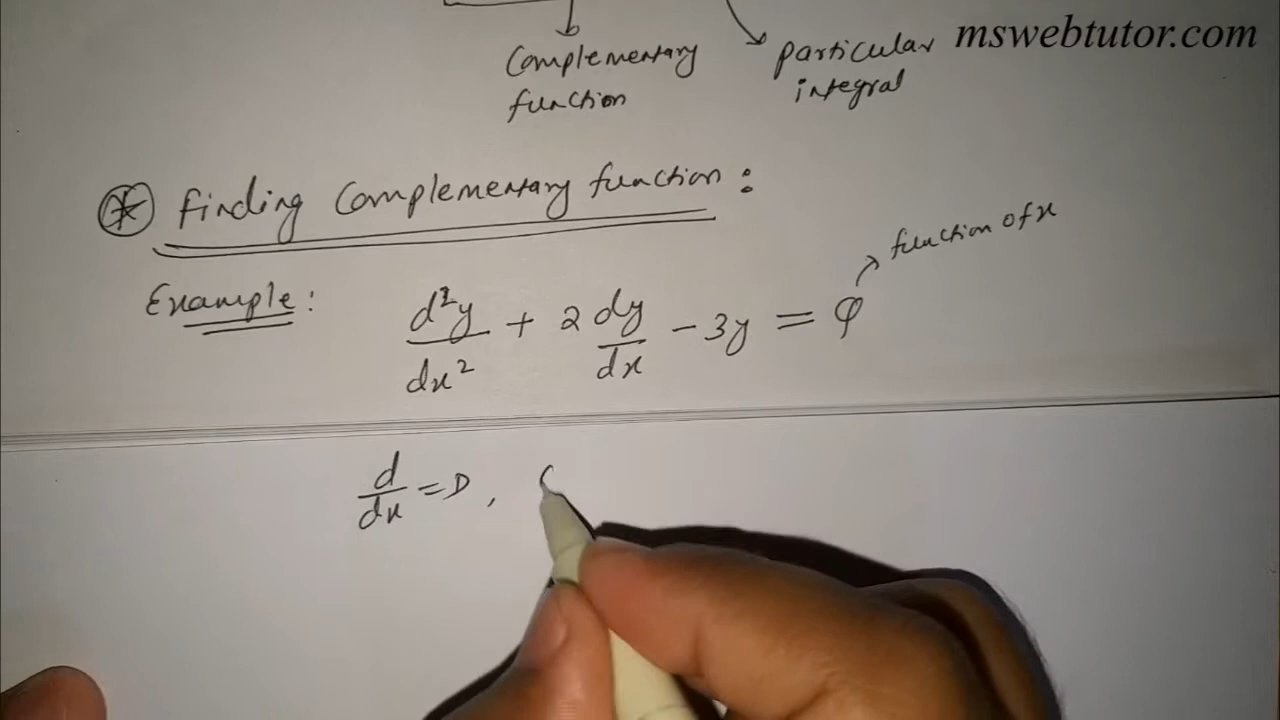 mswebtutor.com
Complementary function
particular integral
* Finding Complementary function :
function of x
Example : d²y/dx² + 2 dy/dx - 3y = φ
d/dx = D ,